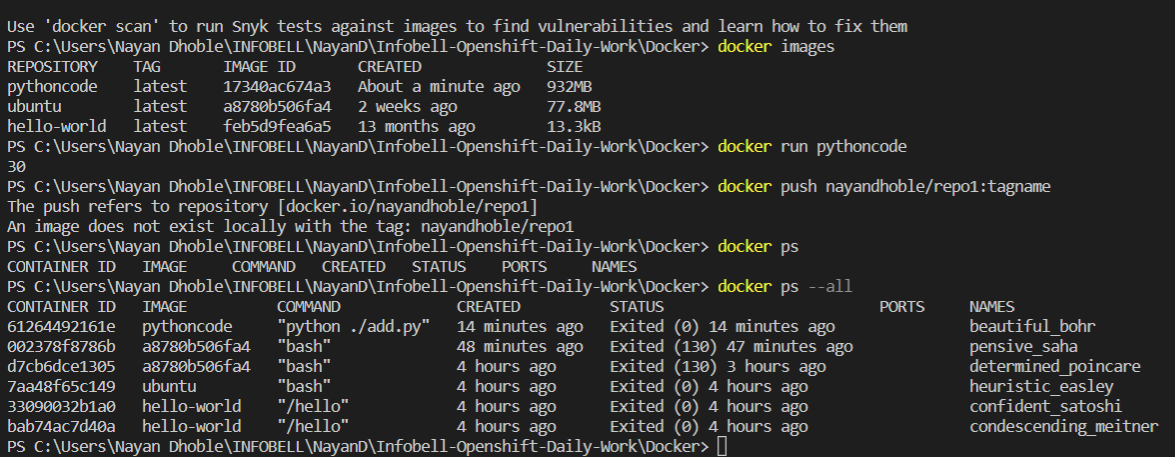 Use 'docker scan' to run Snyk tests against images to find vulnerabilities and learn how to fix them
PS C:\Users\Nayan Dhoble\INFOBELL\NayanD\Infobell-Openshift-Daily-Work\Docker> docker images
REPOSITORY    TAG       IMAGE ID       CREATED              SIZE
pythoncode    latest    17340ac674a3   About a minute ago   932MB
ubuntu        latest    a8780b506fa4   2 weeks ago          77.8MB
hello-world   latest    feb5d9fea6a5   13 months ago        13.3kB
PS C:\Users\Nayan Dhoble\INFOBELL\NayanD\Infobell-Openshift-Daily-Work\Docker> docker run pythoncode
30
PS C:\Users\Nayan Dhoble\INFOBELL\NayanD\Infobell-Openshift-Daily-Work\Docker> docker push nayandhoble/repo1:tagname
The push refers to repository [docker.io/nayandhoble/repo1]
An image does not exist locally with the tag: nayandhoble/repo1
PS C:\Users\Nayan Dhoble\INFOBELL\NayanD\Infobell-Openshift-Daily-Work\Docker> docker ps
CONTAINER ID   IMAGE     COMMAND   CREATED   STATUS    PORTS     NAMES
PS C:\Users\Nayan Dhoble\INFOBELL\NayanD\Infobell-Openshift-Daily-Work\Docker> docker ps --all
CONTAINER ID   IMAGE          COMMAND             CREATED          STATUS                        PORTS     NAMES
61264492161e   pythoncode     "python ./add.py"   14 minutes ago   Exited (0) 14 minutes ago               beautiful_bohr
002378f8786b   a8780b506fa4   "bash"              48 minutes ago   Exited (130) 47 minutes ago             pensive_saha
d7cb6dce1305   a8780b506fa4   "bash"              4 hours ago      Exited (130) 3 hours ago                determined_poincare
7aa48f65c149   ubuntu         "bash"              4 hours ago      Exited (0) 4 hours ago                  heuristic_easley
33090032b1a0   hello-world    "/hello"            4 hours ago      Exited (0) 4 hours ago                  confident_satoshi
bab74ac7d40a   hello-world    "/hello"            4 hours ago      Exited (0) 4 hours ago                  condescending_meitner
PS C:\Users\Nayan Dhoble\INFOBELL\NayanD\Infobell-Openshift-Daily-Work\Docker>